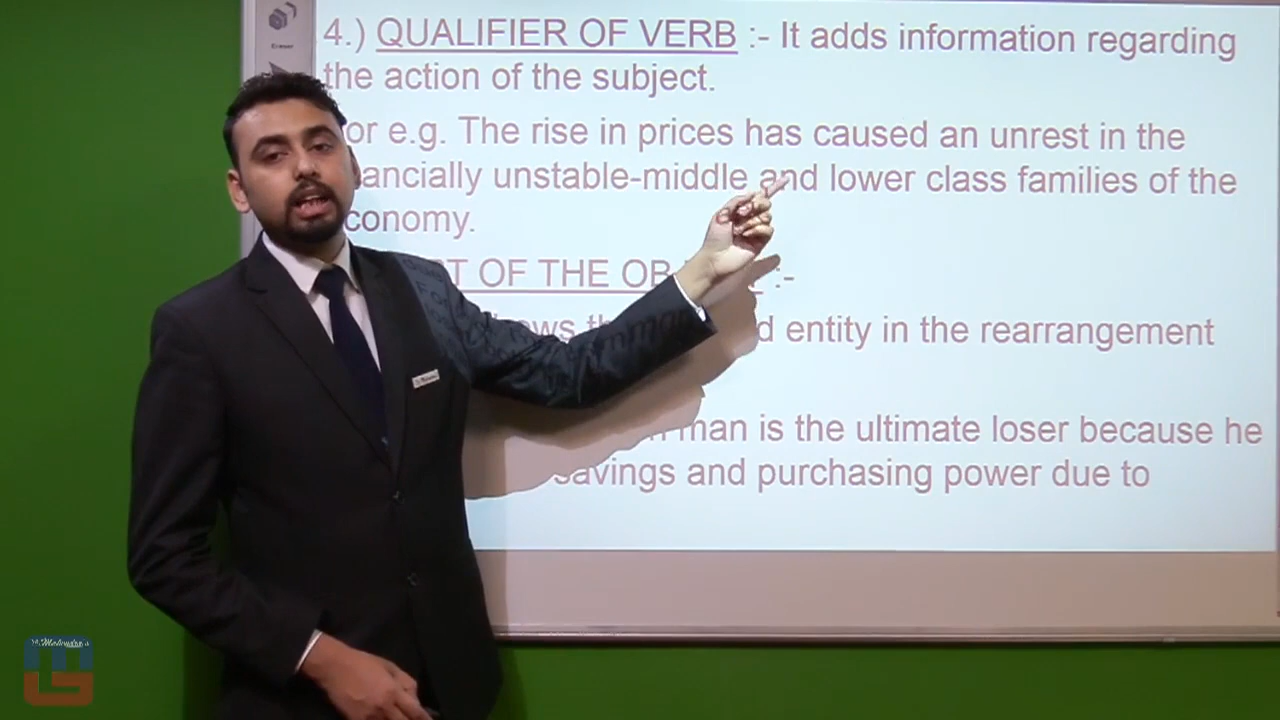 Eraser
4.) QUALIFIER OF VERB :- It adds information regarding
the action of the subject.
or e.g. The rise in prices has caused an unrest in the
ancially unstable-middle and lower class families of the
conomy.
T OF THE OB :-
d entity in the rearrangement
man is the ultimate loser because he
savings and purchasing power due to